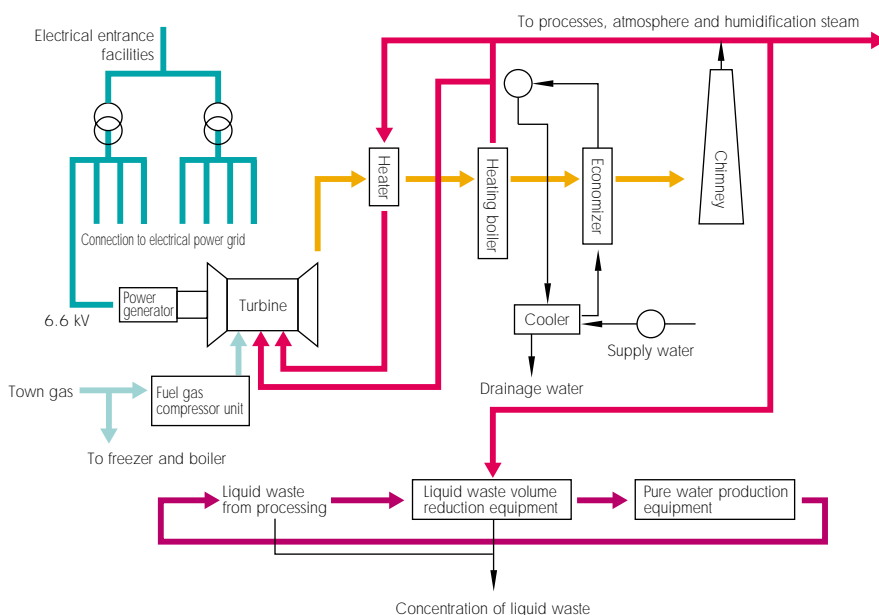 To processes, atmosphere and humidification steam
Electrical entrance
facilities
Heater
Heating boiler
Economizer
Chimney
Connection to electrical power grid
Power
generator
Turbine
6.6 kV
Cooler
Supply water
Drainage water
Town gas
Fuel gas
compressor unit
To freezer and boiler
Liquid waste
from processing
Liquid waste volume
reduction equipment
Pure water production
equipment
Concentration of liquid waste